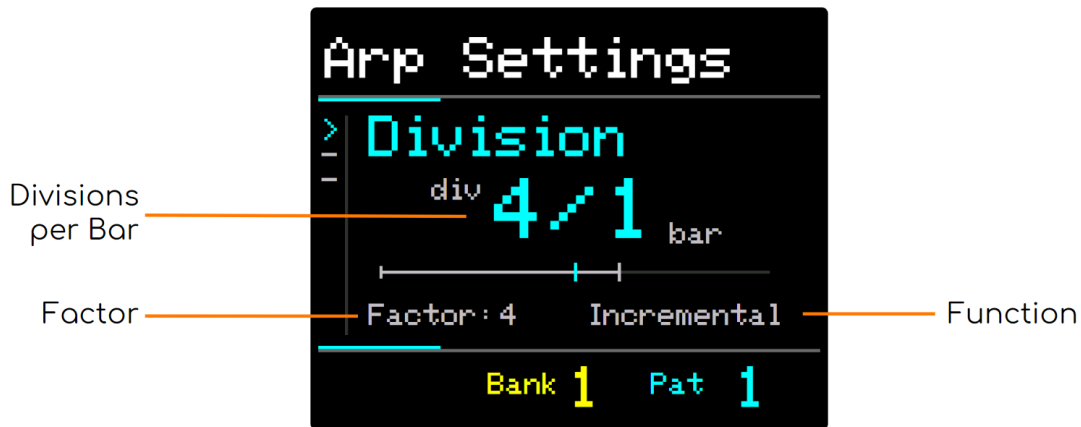 Arp Settings
> Division
div 4/1 bar
Divisions
per Bar
Factor
Factor: 4 Incremental
Function
Bank 1 Pat 1